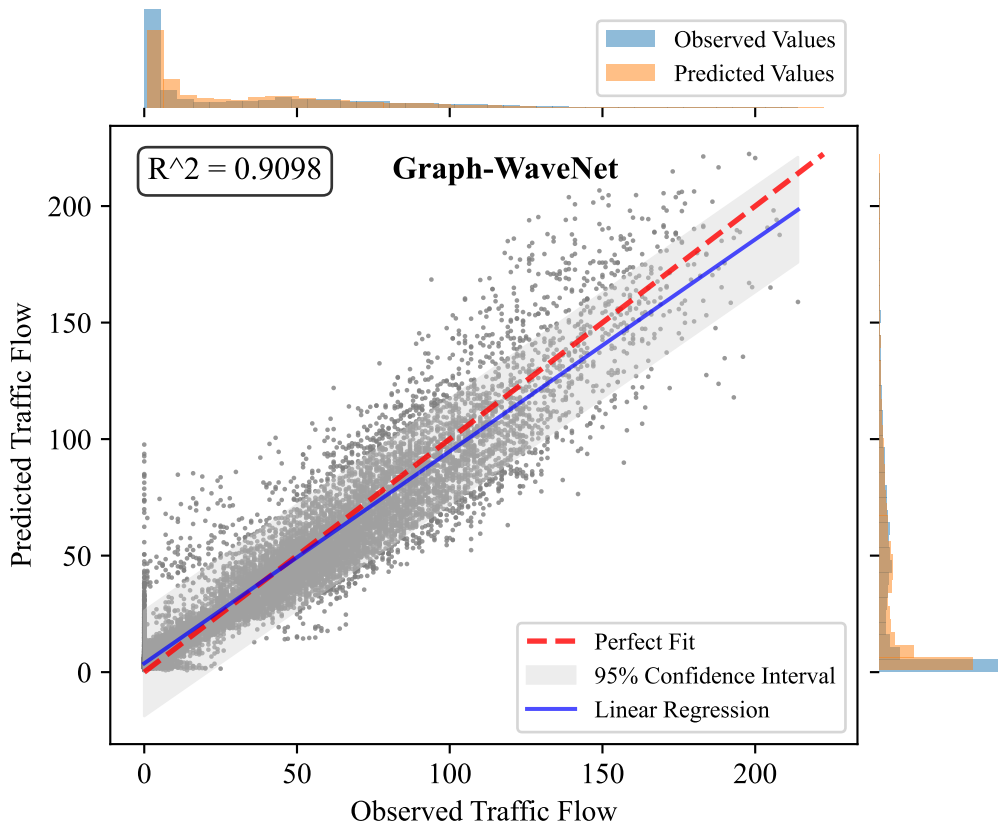 Observed Values
Predicted Values
R^2 = 0.9098
Graph-WaveNet
Predicted Traffic Flow
200
150
100
50
0
Perfect Fit
95% Confidence Interval
Linear Regression
0 50 100 150 200
Observed Traffic Flow